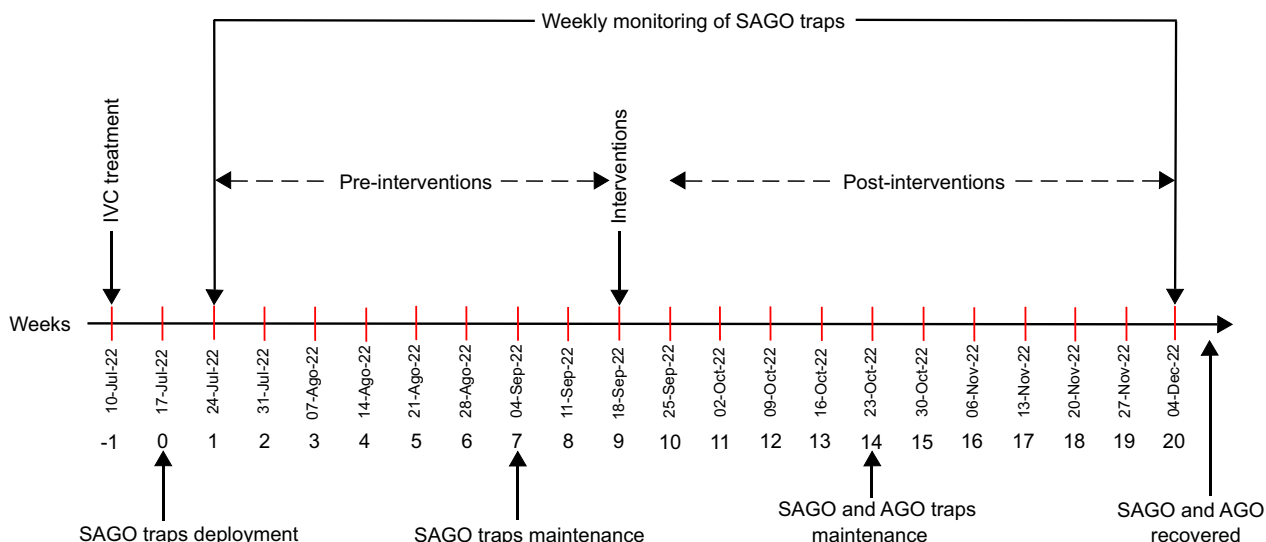 Weekly monitoring of SAGO traps
IVC treatment
Interventions
Pre-interventions
Post-interventions
Weeks
10-Jul-22
17-Jul-22
24-Jul-22
31-Jul-22
07-Ago-22
14-Ago-22
21-Ago-22
28-Ago-22
04-Sep-22
11-Sep-22
18-Sep-22
25-Sep-22
02-Oct-22
09-Oct-22
16-Oct-22
23-Oct-22
30-Oct-22
06-Nov-22
13-Nov-22
20-Nov-22
27-Nov-22
04-Dec-22
-1 0 1 2 3 4 5 6 7 8 9 10 11 12 13 14 15 16 17 18 19 20
SAGO traps deployment
SAGO traps maintenance
SAGO and AGO traps
maintenance
SAGO and AGO
recovered